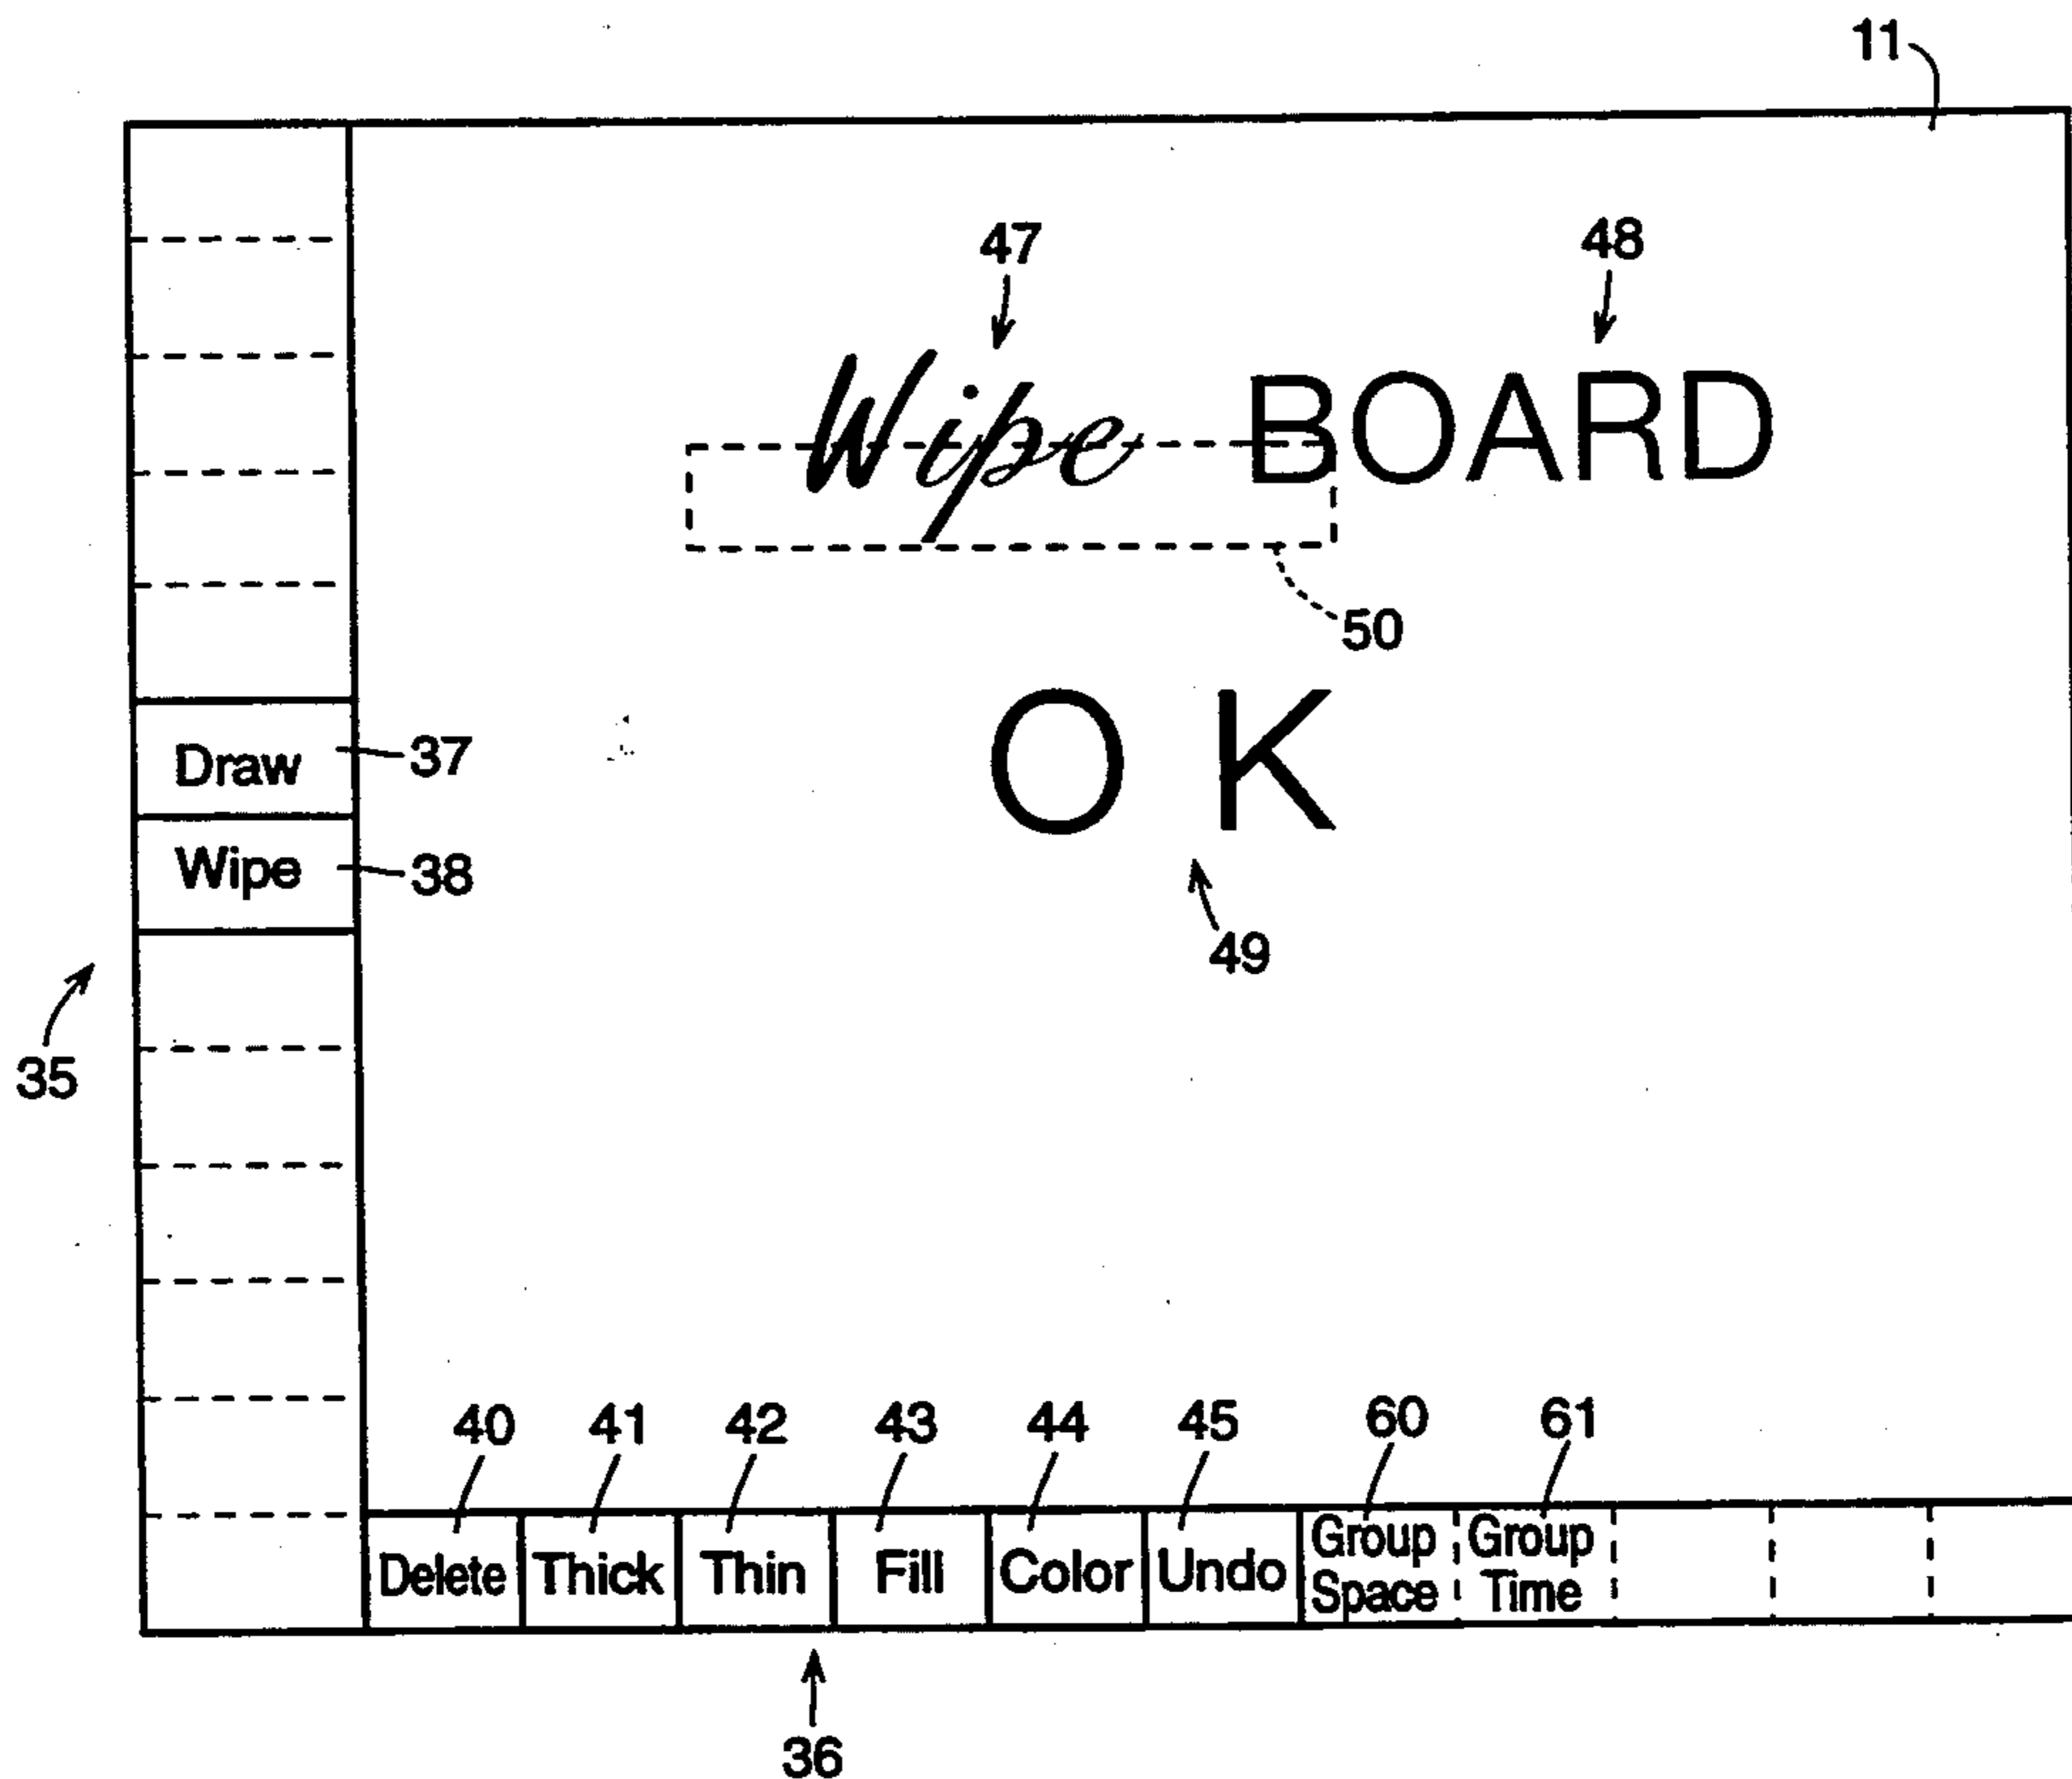 11
47 48
Wipe BOARD
50
O K
Draw 37
Wipe 38
49
35
40 41 42 43 44 45 60 61
Delete Thick Thin Fill Color Undo Group Space Group Time
36